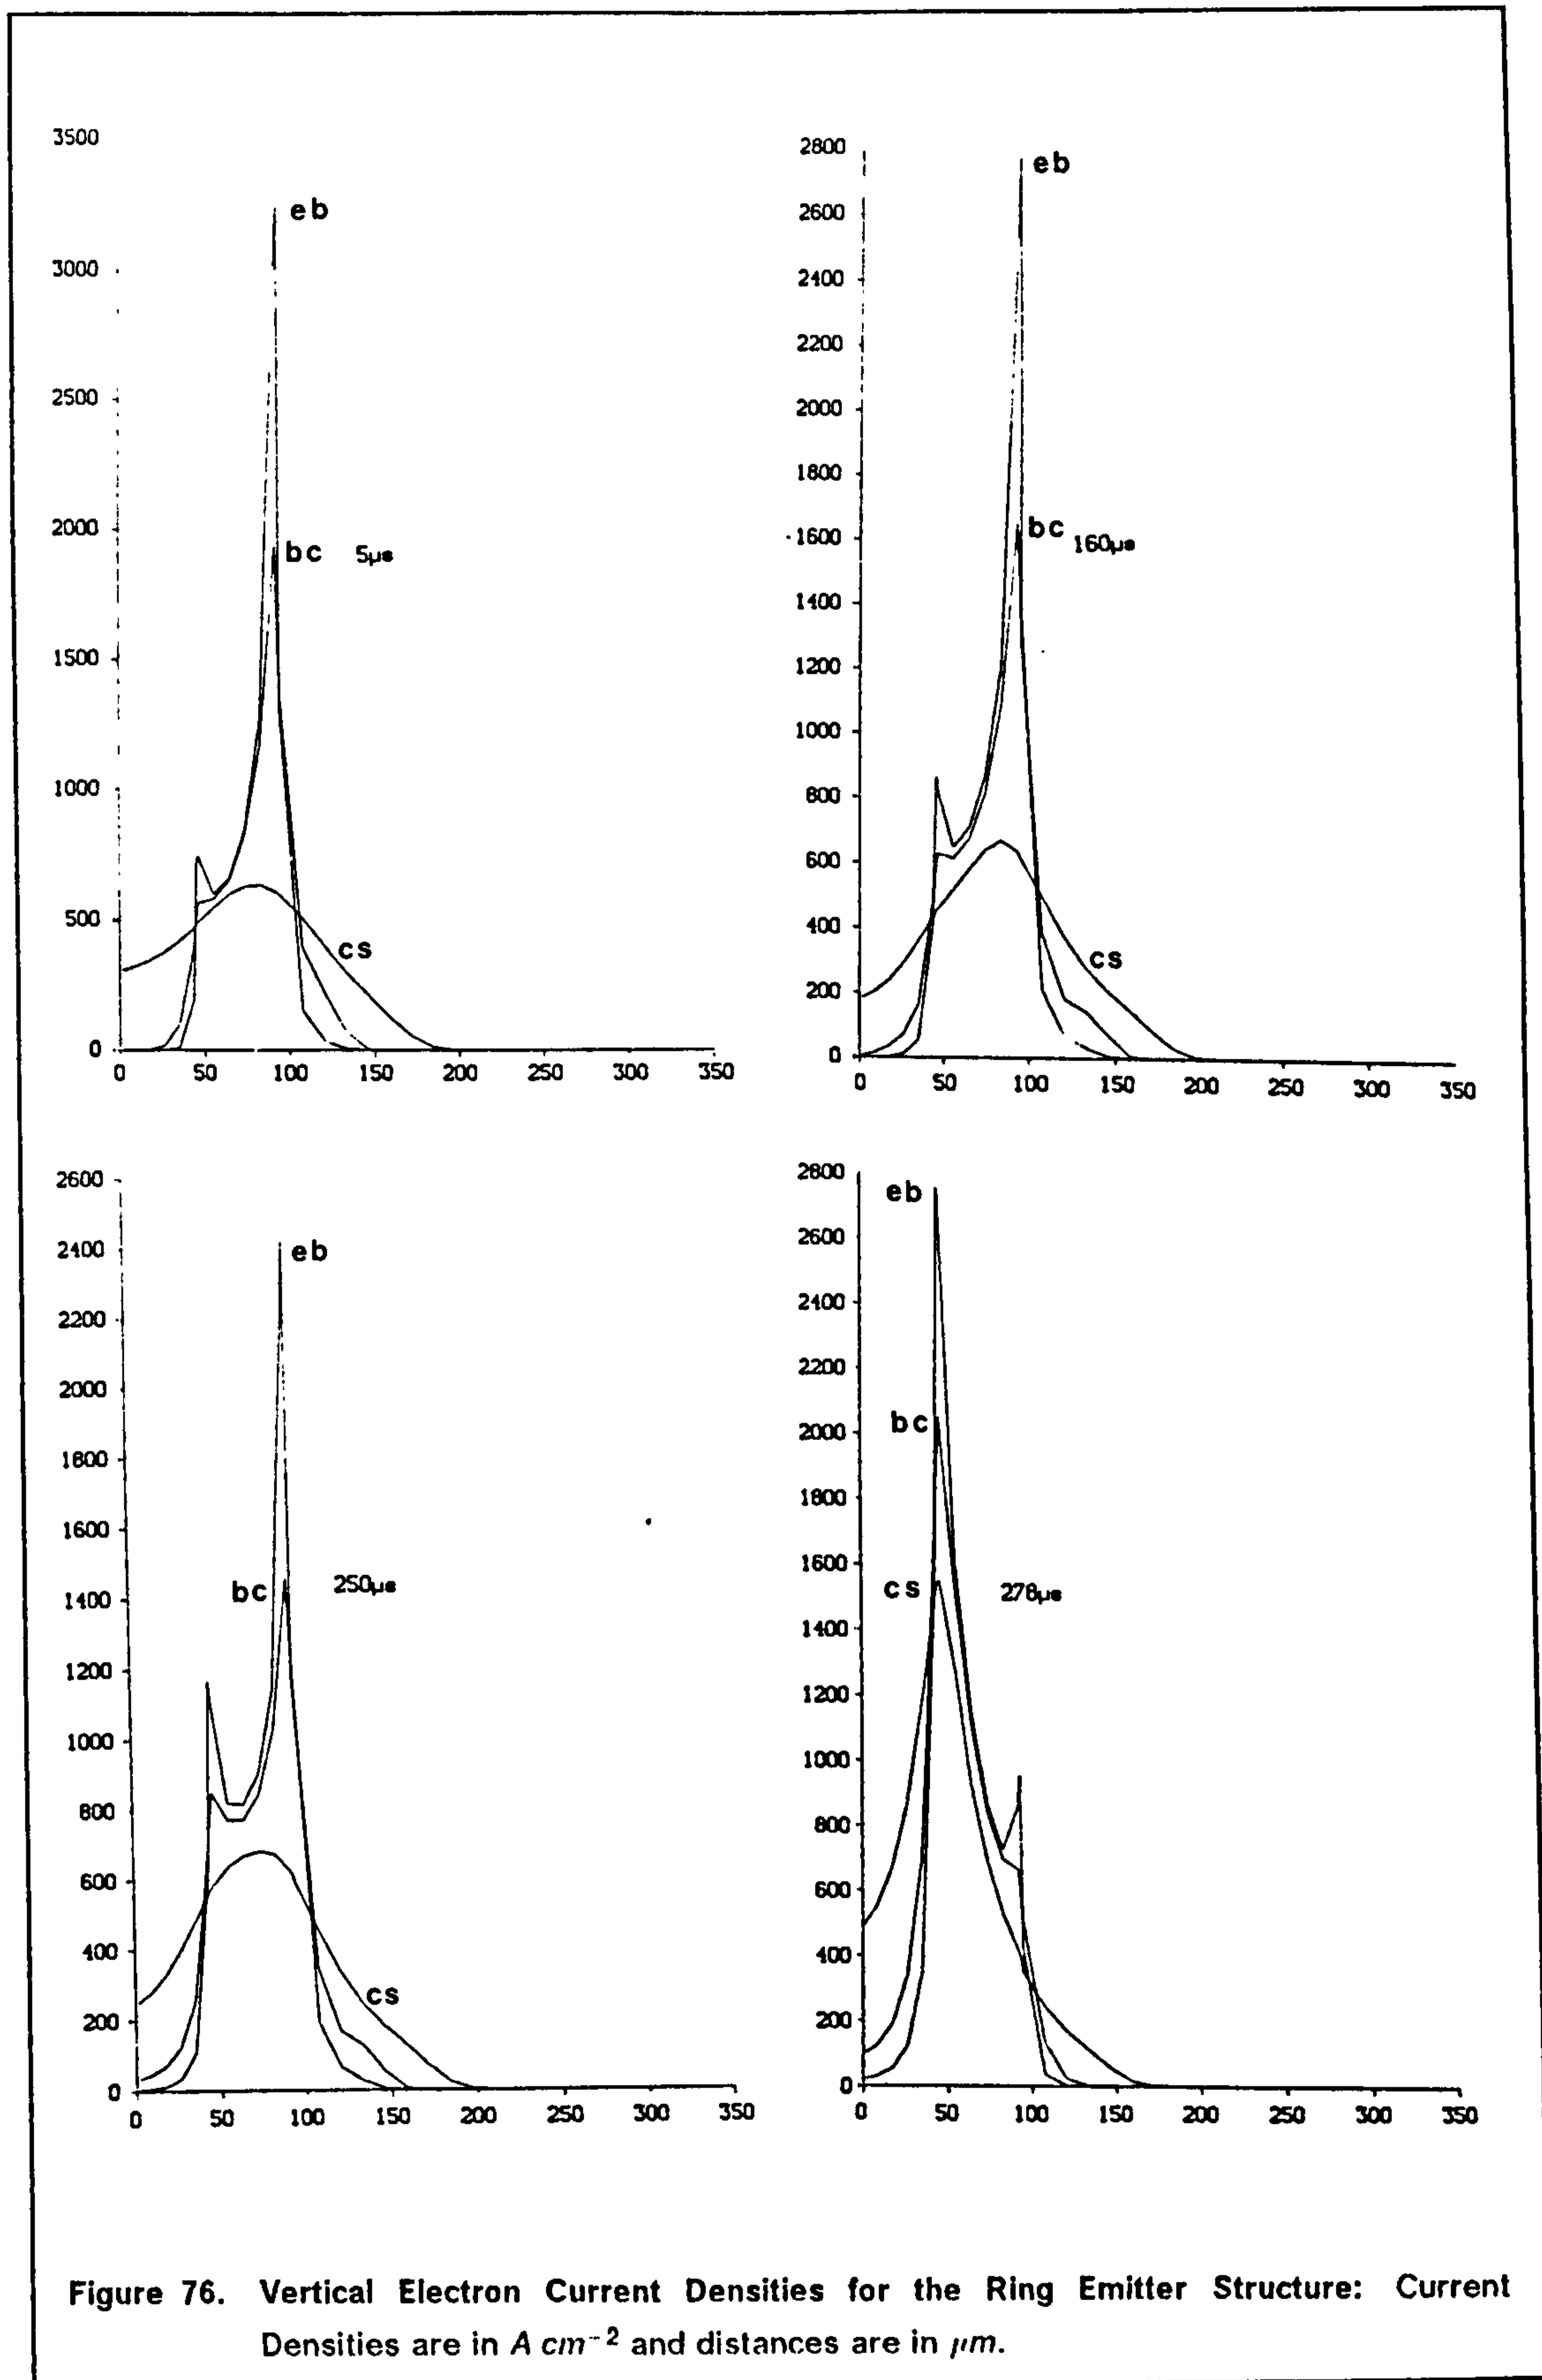 3500
3000
2500
2000
1500
1000
500
0
0 50 100 150 200 250 300 350
eb
bc 5μs
cs
2800
2600
2400
2200
2000
1800
1600
1400
1200
1000
800
600
400
200
0
0 50 100 150 200 250 300 350
eb
bc 160μs
cs
2600
2400
2200
2000
1800
1600
1400
1200
1000
800
600
400
200
0
0 50 100 150 200 250 300 350
eb
bc 250μs
cs
2800
2600
2400
2200
2000
1800
1600
1400
1200
1000
800
600
400
200
0
0 50 100 150 200 250 300 350
eb
bc
cs 278μs
Figure 76. Vertical Electron Current Densities for the Ring Emitter Structure: Current
Densities are in A cm⁻² and distances are in μm.